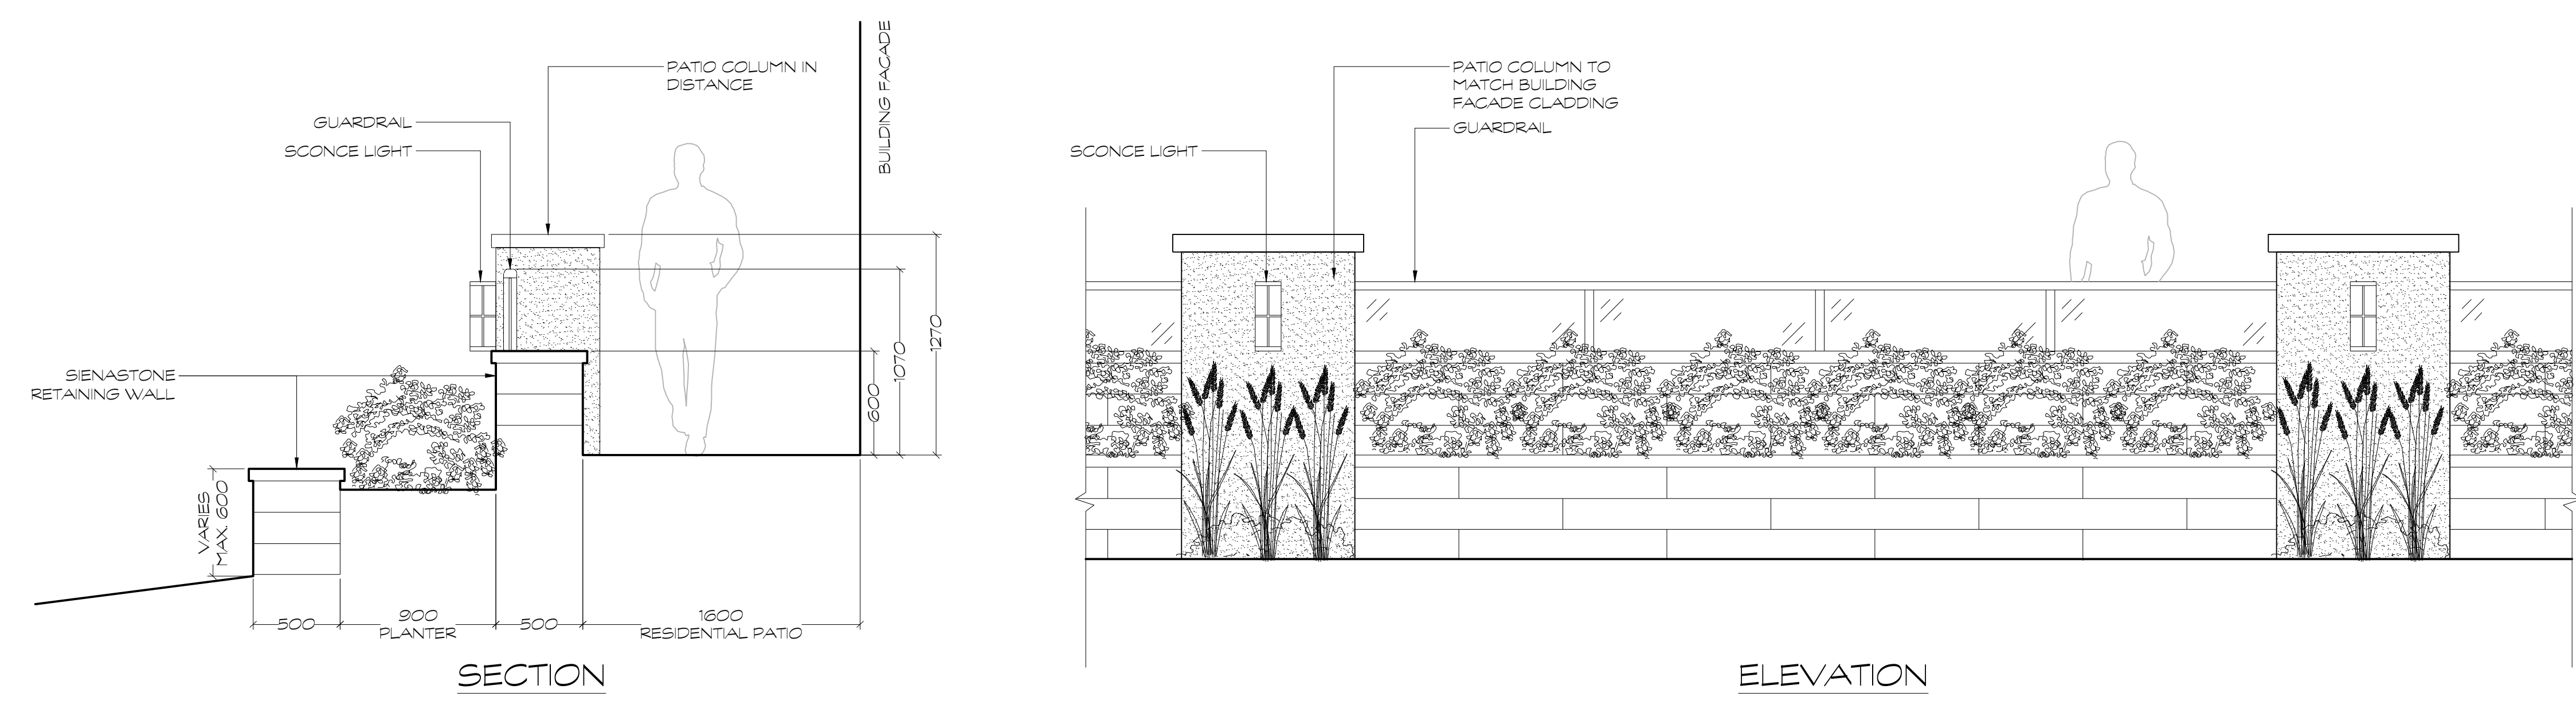 PATIO COLUMN IN
DISTANCE
GUARDRAIL
SCONCE LIGHT
BUILDING FACADE
SIENASTONE
RETAINING WALL
VARIES
MAX. 600
600
1070
1270
500
900
PLANTER
500
1600
RESIDENTIAL PATIO
SECTION
PATIO COLUMN TO
MATCH BUILDING
FACADE CLADDING
GUARDRAIL
SCONCE LIGHT
ELEVATION